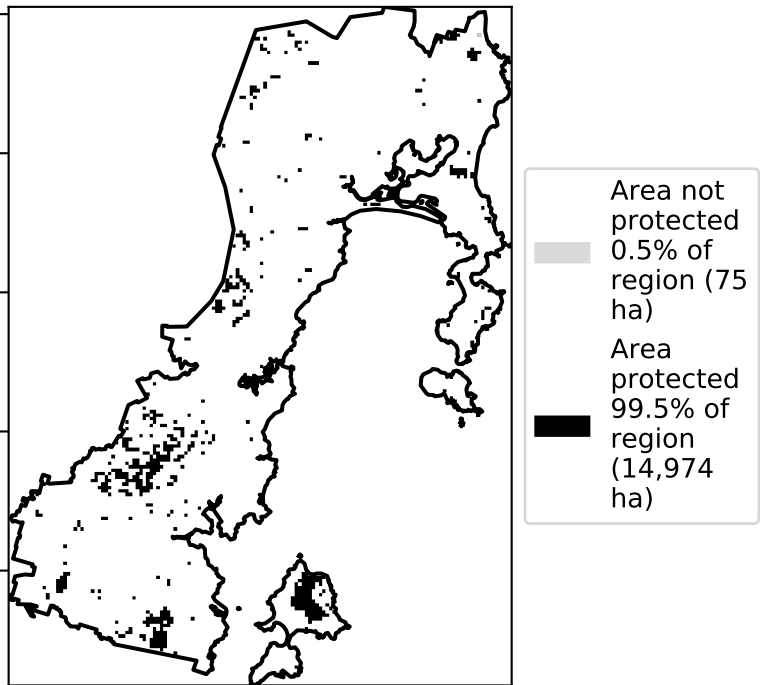 Area not
protected
0.5% of
region (75
ha)
Area
protected
99.5% of
region
(14,974
ha)